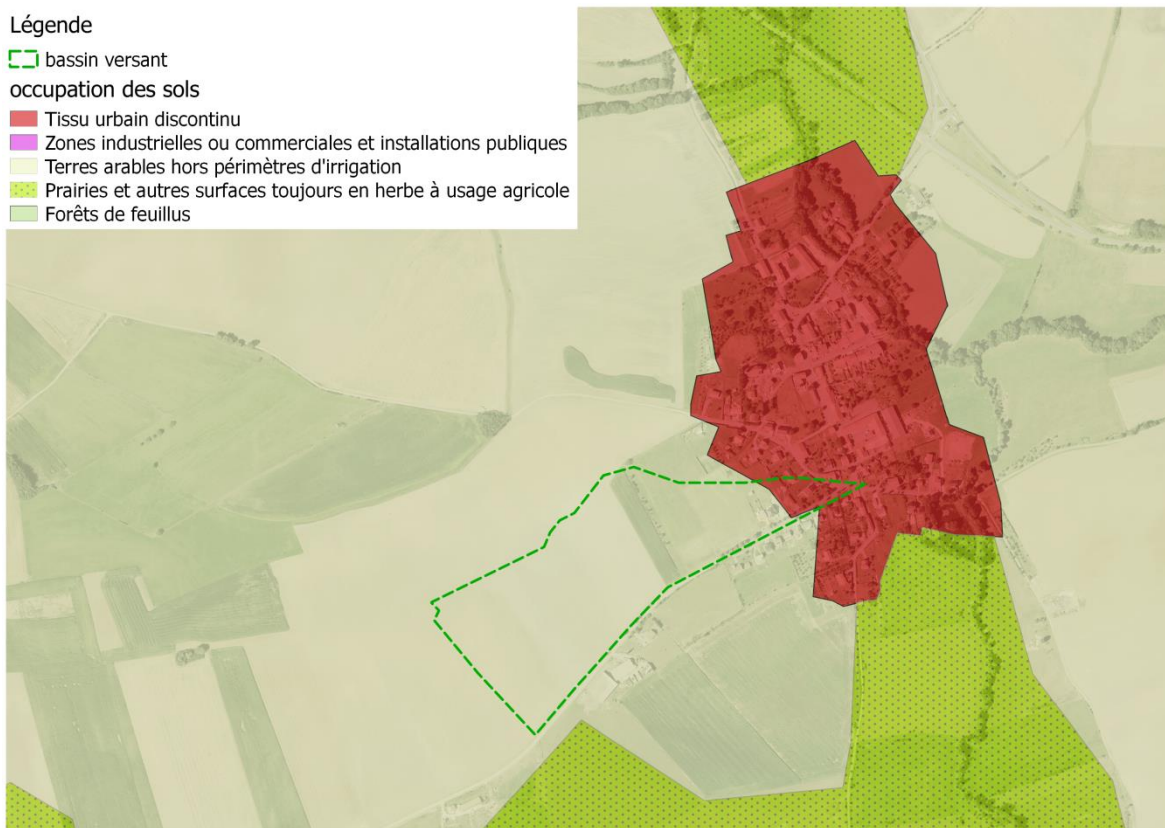 Légende
bassin versant
occupation des sols
Tissu urbain discontinu
Zones industrielles ou commerciales et installations publiques
Terres arables hors périmètres d'irrigation
Prairies et autres surfaces toujours en herbe à usage agricole
Forêts de feuillus